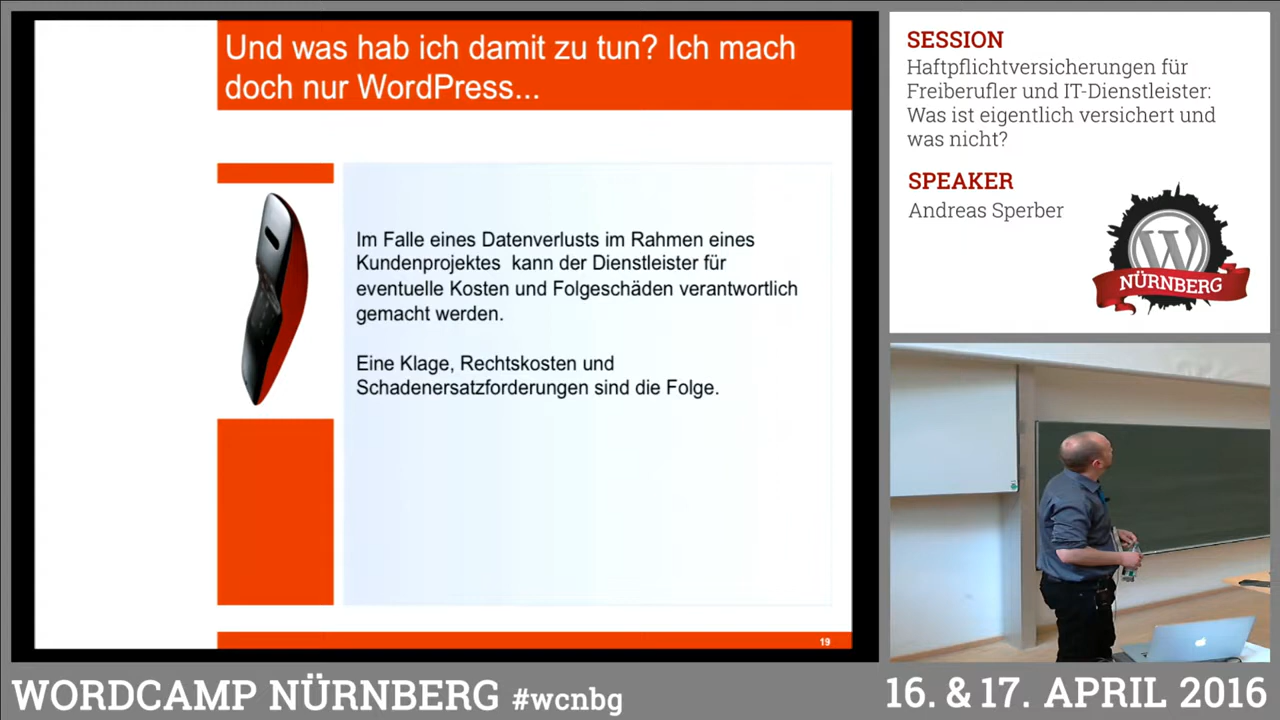 Und was hab ich damit zu tun? Ich mach
doch nur WordPress...
Im Falle eines Datenverlusts im Rahmen eines
Kundenprojektes kann der Dienstleister für
eventuelle Kosten und Folgeschäden verantwortlich
gemacht werden.
Eine Klage, Rechtskosten und
Schadenersatzforderungen sind die Folge.
19
SESSION
Haftpflichtversicherungen für
Freiberufler und IT-Dienstleister:
Was ist eigentlich versichert und
was nicht?
SPEAKER
Andreas Sperber
W
NÜRNBERG
WORDCAMP NÜRNBERG #wcnbg
16. & 17. APRIL 2016